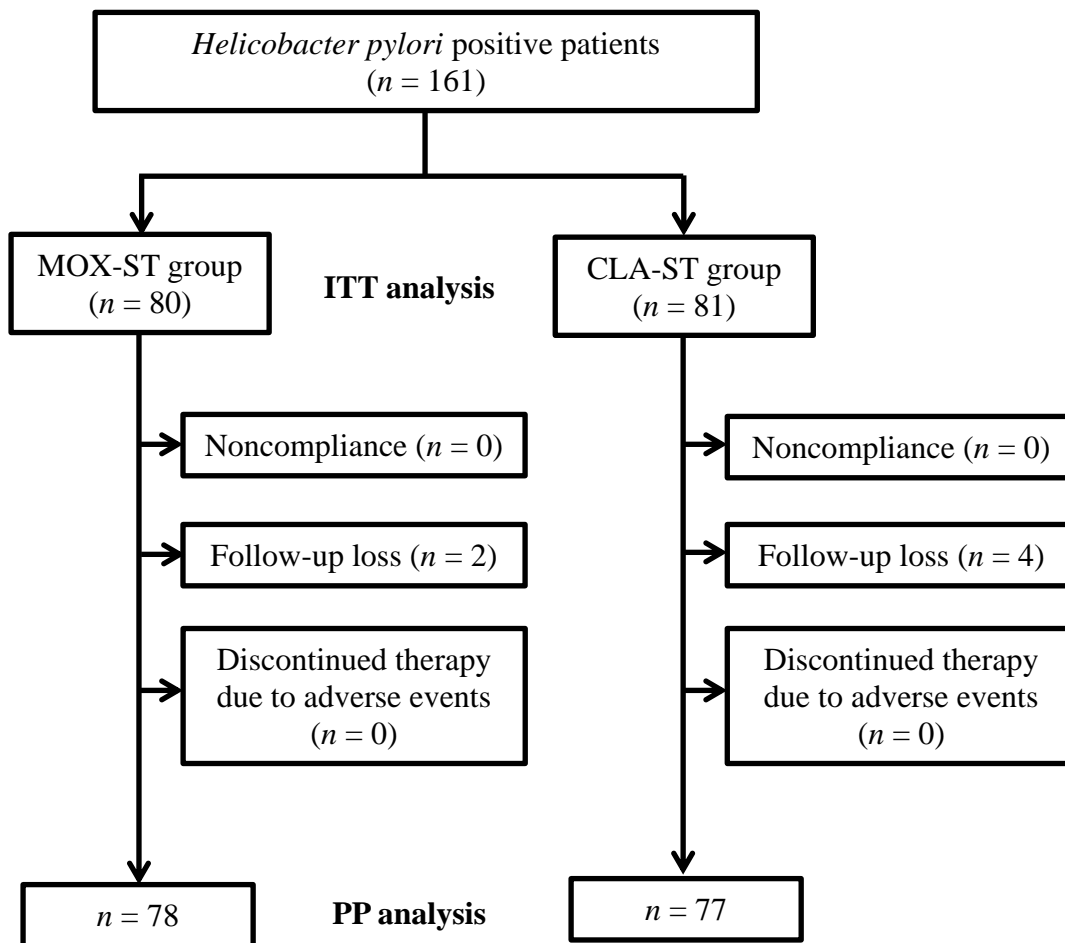 Helicobacter pylori positive patients
(n = 161)
MOX-ST group
(n = 80)
ITT analysis
CLA-ST group
(n = 81)
Noncompliance (n = 0)
Noncompliance (n = 0)
Follow-up loss (n = 2)
Follow-up loss (n = 4)
Discontinued therapy
due to adverse events
(n = 0)
Discontinued therapy
due to adverse events
(n = 0)
n = 78
PP analysis
n = 77